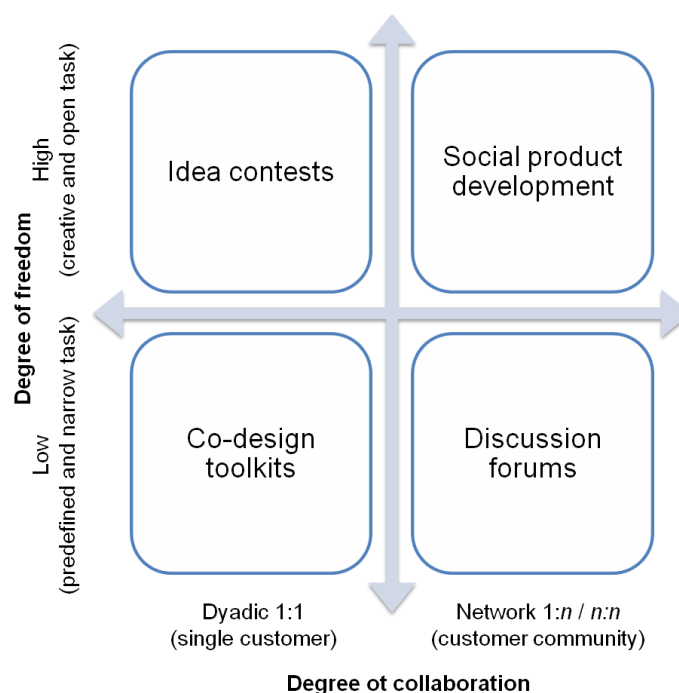 High
(creative and open task)
Degree of freedom
Low
(predefined and narrow task)
Idea contests
Social product
development
Co-design
toolkits
Discussion
forums
Dyadic 1:1
(single customer)
Network 1:n / n:n
(customer community)
Degree of collaboration